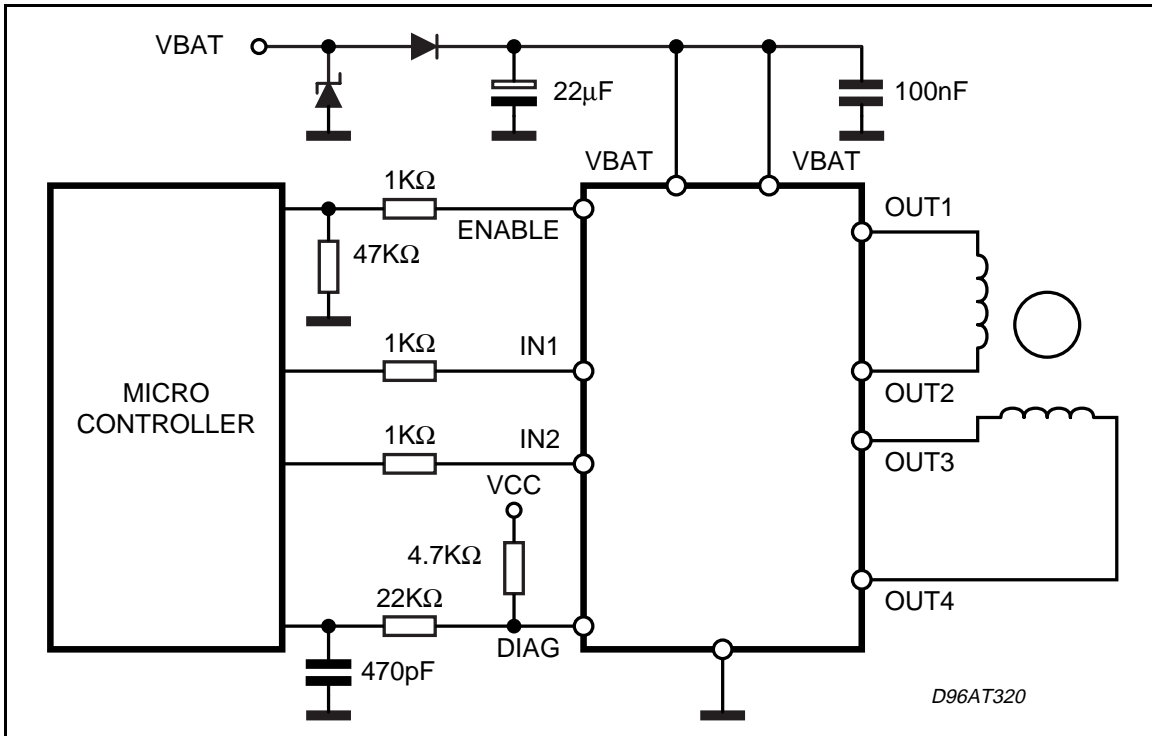 VBAT
22µF
100nF
VBAT
VBAT
1KΩ
ENABLE
OUT1
47KΩ
1KΩ
IN1
MICRO
CONTROLLER
OUT2
1KΩ
IN2
OUT3
VCC
4.7KΩ
22KΩ
DIAG
OUT4
470pF
D96AT320